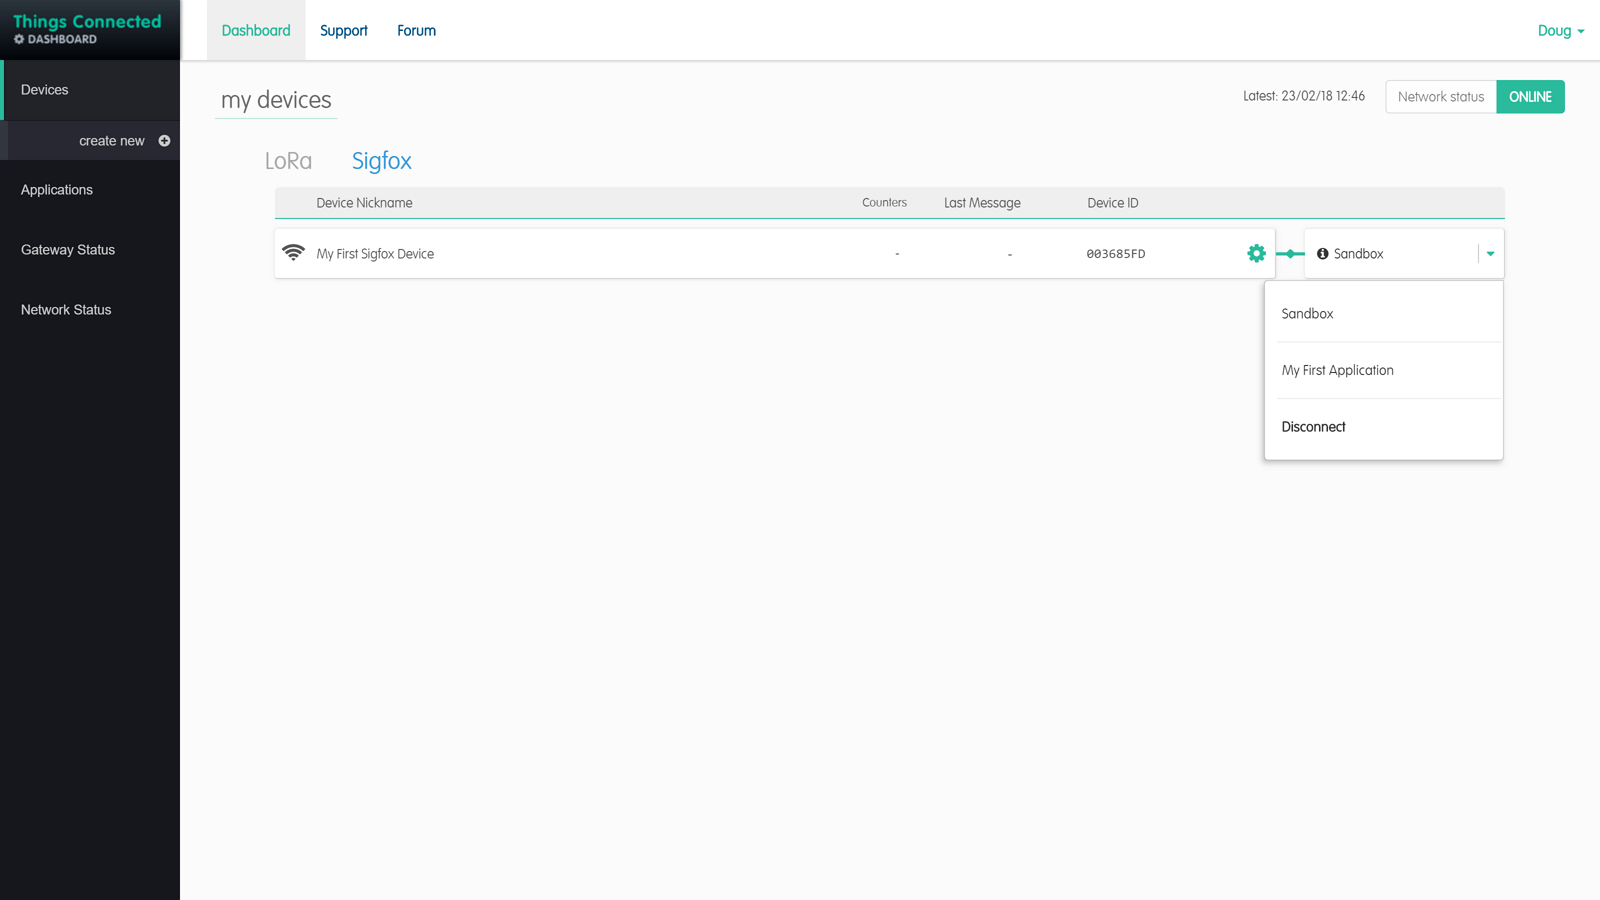 Things Connected
DASHBOARD
Dashboard
Support
Forum
Doug
Devices
create new
Applications
Gateway Status
Network Status
my devices
Latest: 23/02/18 12:46
Network status
ONLINE
LoRa
Sigfox
Device Nickname
Counters
Last Message
Device ID
My First Sigfox Device
-
-
003685FD
Sandbox
Sandbox
My First Application
Disconnect